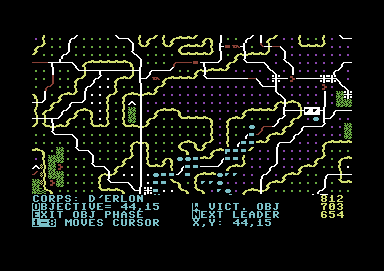 CORPS: D'ERLON 812
OBJECTIVE= 44,15 A VICT. OBJ 703
EXIT OBJ PHASE NEXT LEADER 654
1-8 MOVES CURSOR X,Y: 44,15